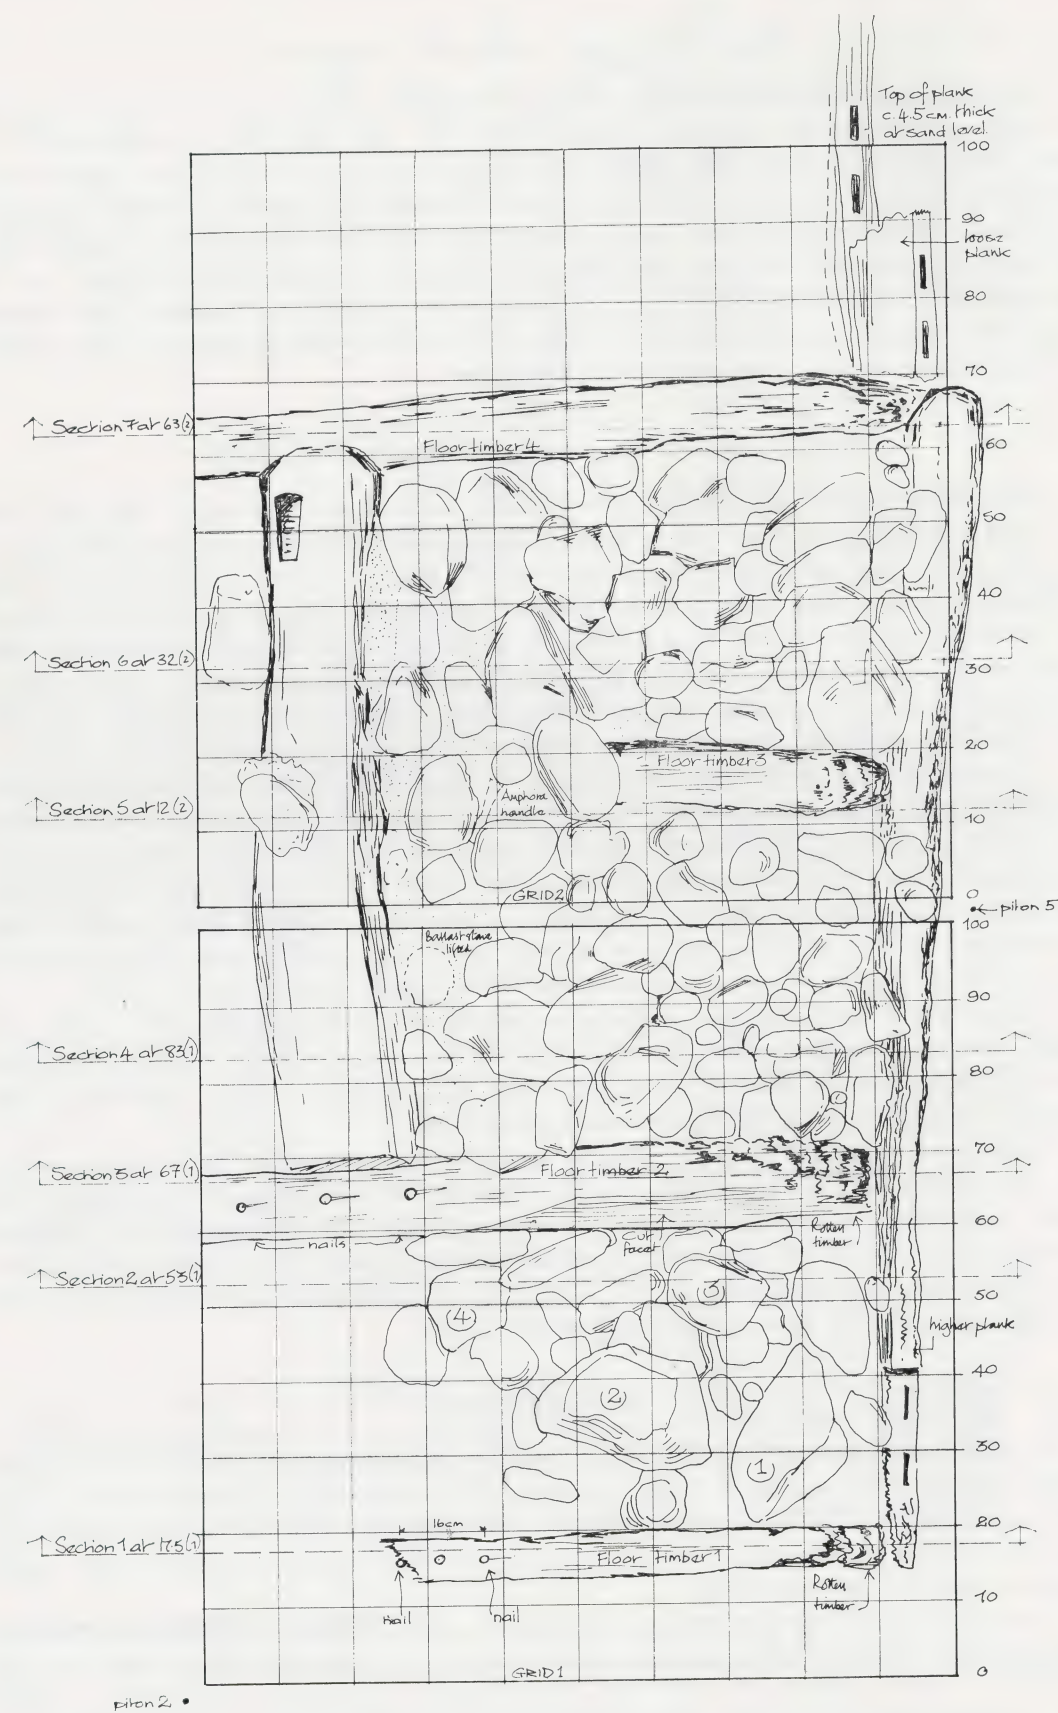 Top of plank
c. 4.5 cm. thick
at sand level.
100
90
loose
plank
80
70
Section 7 at 63(2)
Floor timber 4
60
50
40
Section 6 at 32(2)
30
20
Floor timber 3
Section 5 at 12(2)
Amphora
handle
10
GRID 2
0
piton 5
100
Ballast stone
lifted
90
Section 4 at 83(1)
80
70
Section 3 at 67(1)
Floor timber 2
60
nails
Cut
facet
Rotten
timber
Section 2 at 53(1)
3
50
4
higher plank
40
2
30
1
20
16cm
Section 1 at 17.5(1)
Floor timber 1
Rotten
timber
10
nail
nail
GRID 1
0
piton 2